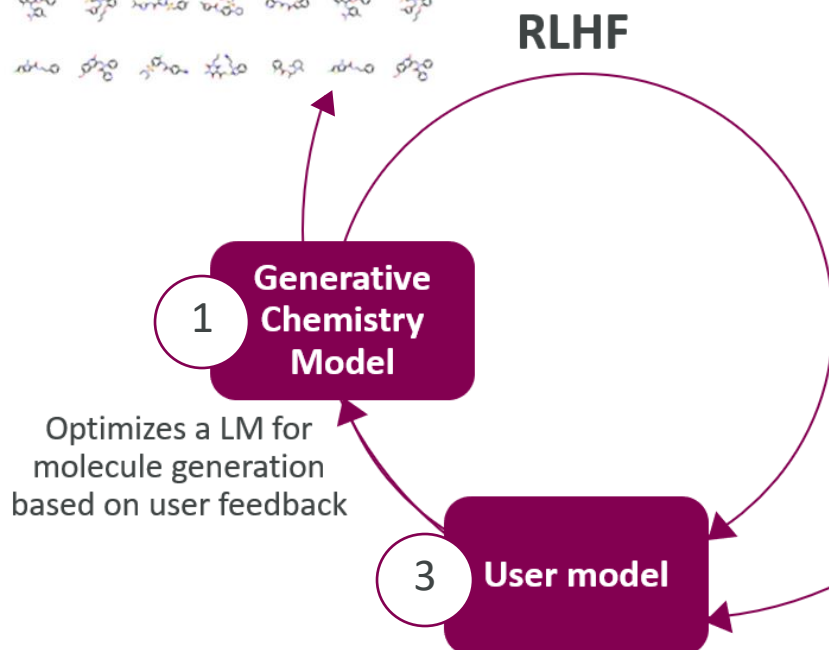 RLHF
Generative
Chemistry
Model
1
Optimizes a LM for
molecule generation
based on user feedback
3
User model